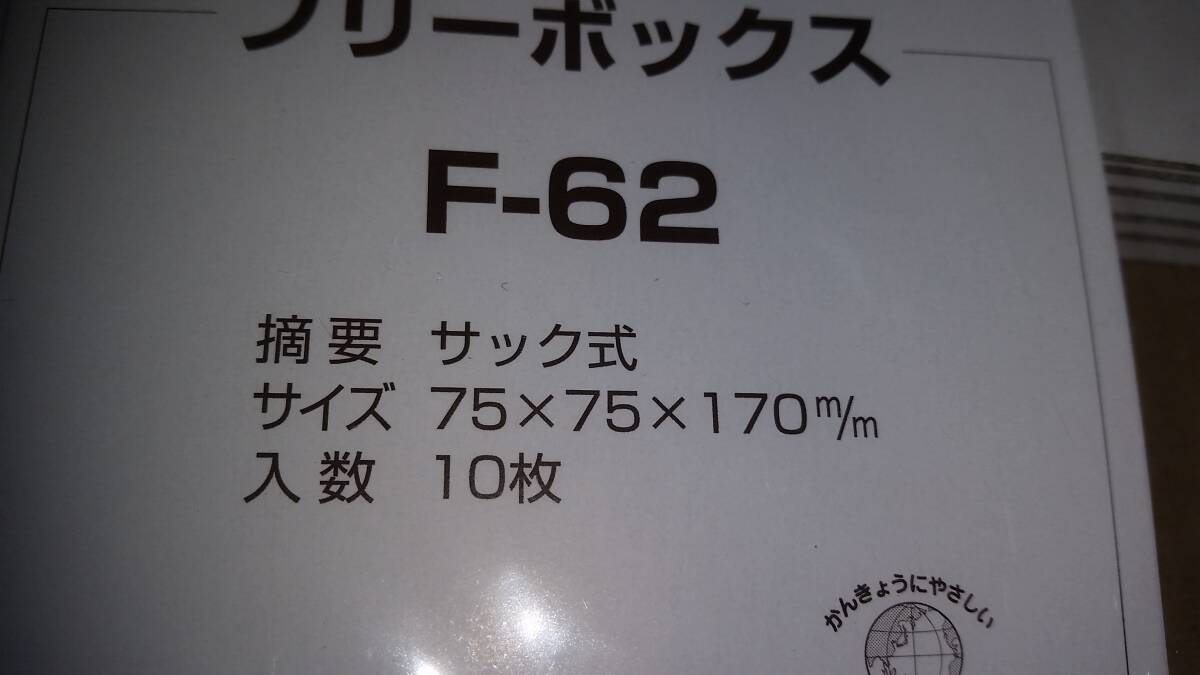 フリーボックス
F-62
摘要 サック式
サイズ 75×75×170m/m
入数 10枚
かんきょうにやさしい